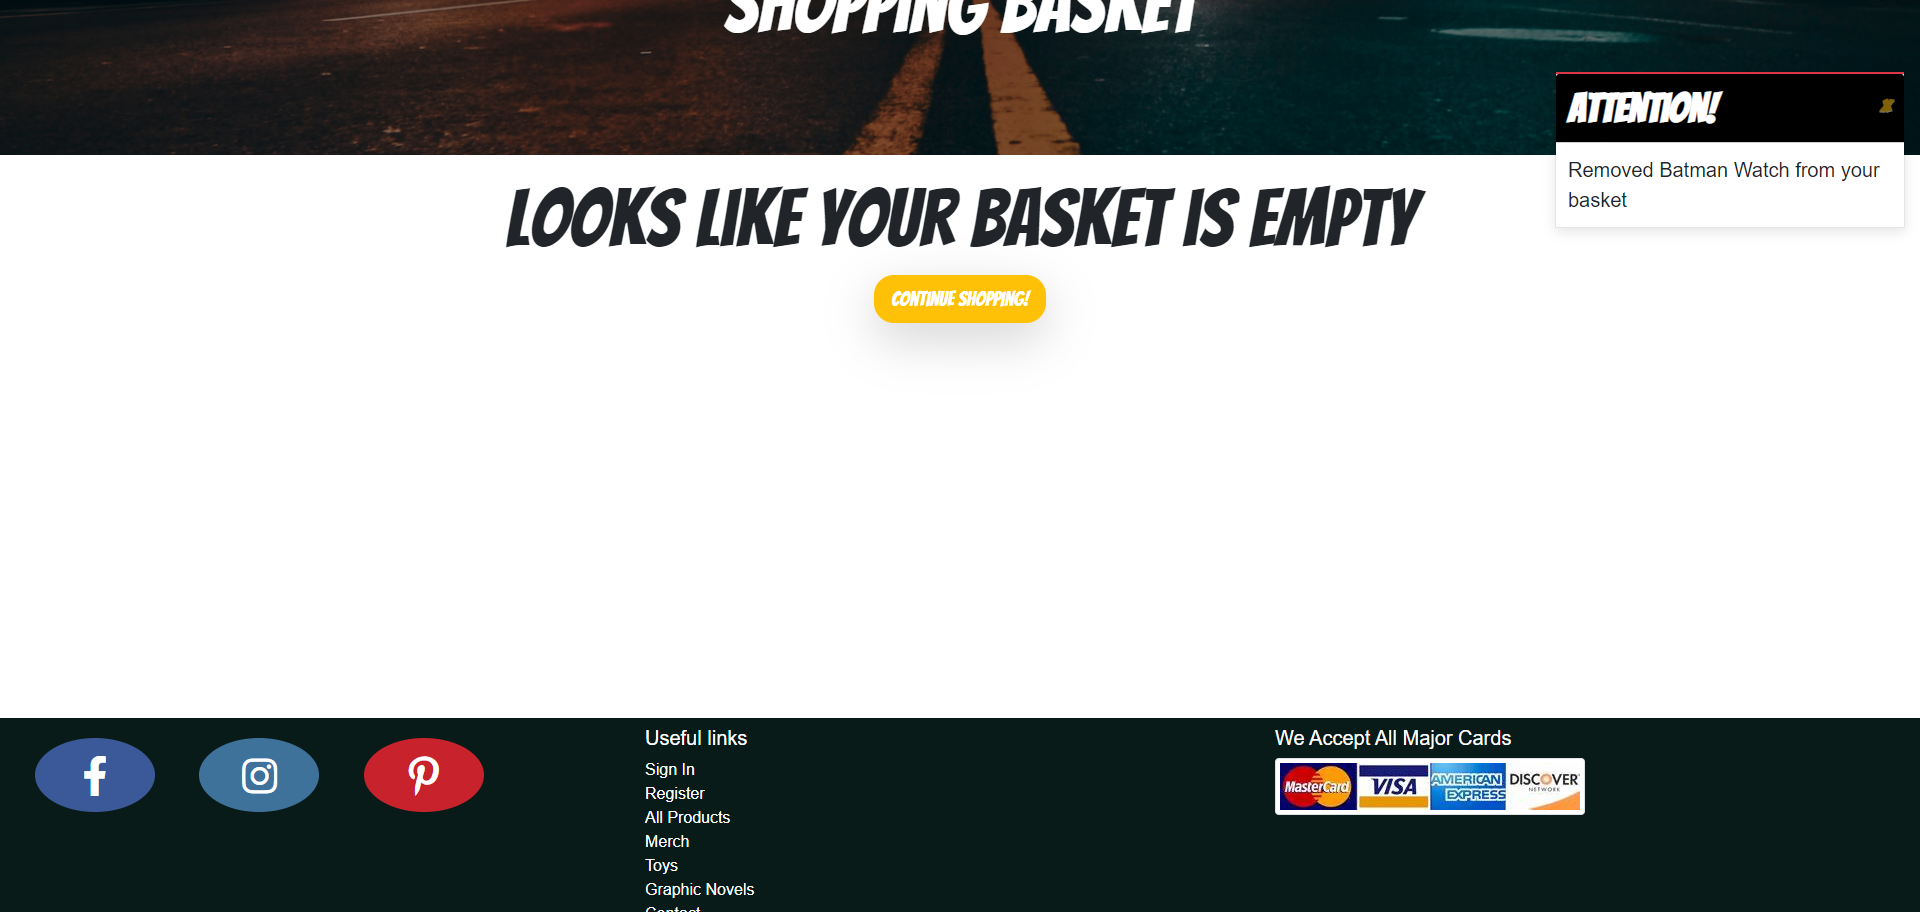 SHOPPING BASKET
ATTENTION!
x
Removed Batman Watch from your
basket
LOOKS LIKE YOUR BASKET IS EMPTY
CONTINUE SHOPPING!
Useful links
Sign In
Register
All Products
Merch
Toys
Graphic Novels
Contact
We Accept All Major Cards
MasterCard
VISA
AMERICAN
EXPRESS
DISCOVER
NETWORK